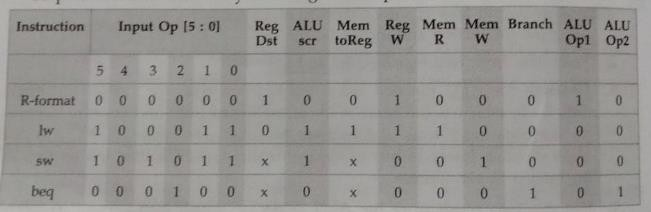 Instruction Input Op [5 : 0] Reg Dst ALU scr Mem toReg Reg W Mem R Mem W Branch ALU Op1 ALU Op2
5 4 3 2 1 0
R-format 0 0 0 0 0 0 1 0 0 1 0 0 0 1 0
lw 1 0 0 0 1 1 0 1 1 1 1 0 0 0 0
sw 1 0 1 0 1 1 x 1 x 0 0 1 0 0 0
beq 0 0 0 1 0 0 x 0 x 0 0 0 1 0 1